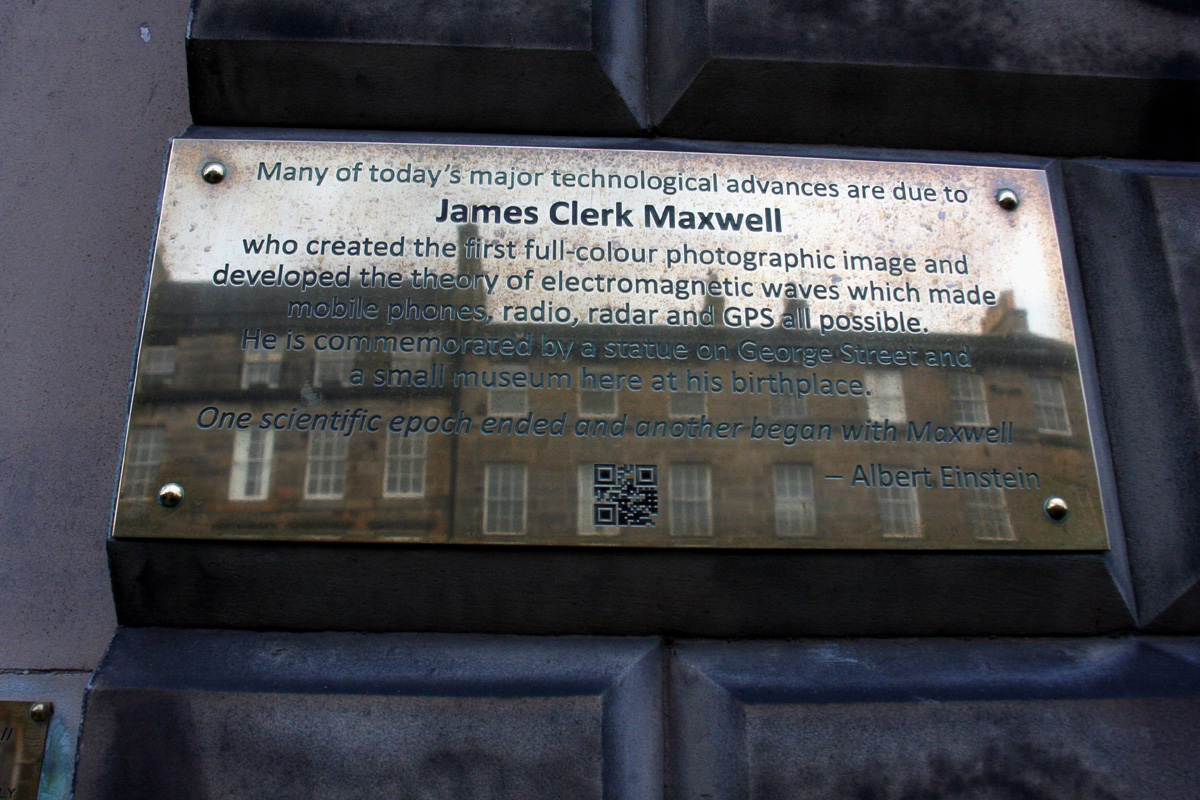 Many of today's major technological advances are due to
James Clerk Maxwell
who created the first full-colour photographic image and
developed the theory of electromagnetic waves which made
mobile phones, radio, radar and GPS all possible.
He is commemorated by a statue on George Street and
a small museum here at his birthplace.
One scientific epoch ended and another began with Maxwell
– Albert Einstein